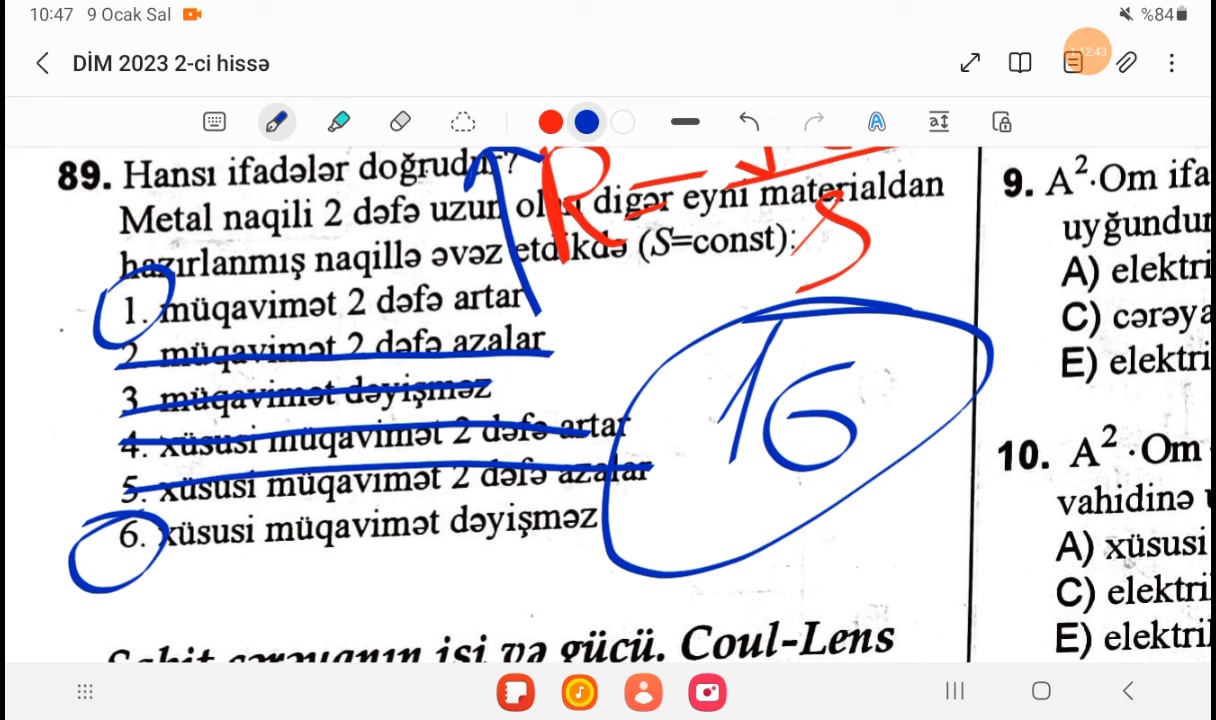 10:47 9 Ocak Sal %84
DİM 2023 2-ci hissə
1:12:43
89. Hansı ifadələr doğrudur?
Metal naqili 2 dəfə uzun olan digər eyni materialdan
hazırlanmış naqillə əvəz etdikdə (S=const):
1. müqavimət 2 dəfə artar
2. müqavimət 2 dəfə azalar
3. müqavimət dəyişməz
4. xüsusi müqavimət 2 dəfə artar
5. xüsusi müqavimət 2 dəfə azalar
6. xüsusi müqavimət dəyişməz
R =
S
16
Sabit cərəyanın işi və gücü. Coul-Lens
9. A²·Om ifa
uyğundur
A) elektri
C) cərəya
E) elektri
10. A²·Om
vahidinə
A) xüsusi
C) elektri
E) elektril